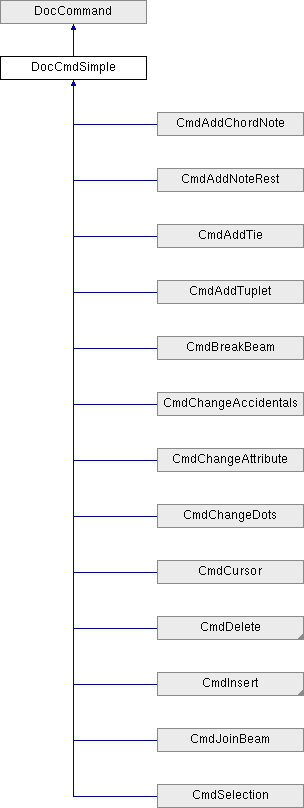 DocCommand
DocCmdSimple
CmdAddChordNote
CmdAddNoteRest
CmdAddTie
CmdAddTuplet
CmdBreakBeam
CmdChangeAccidentals
CmdChangeAttribute
CmdChangeDots
CmdCursor
CmdDelete
CmdInsert
CmdJoinBeam
CmdSelection